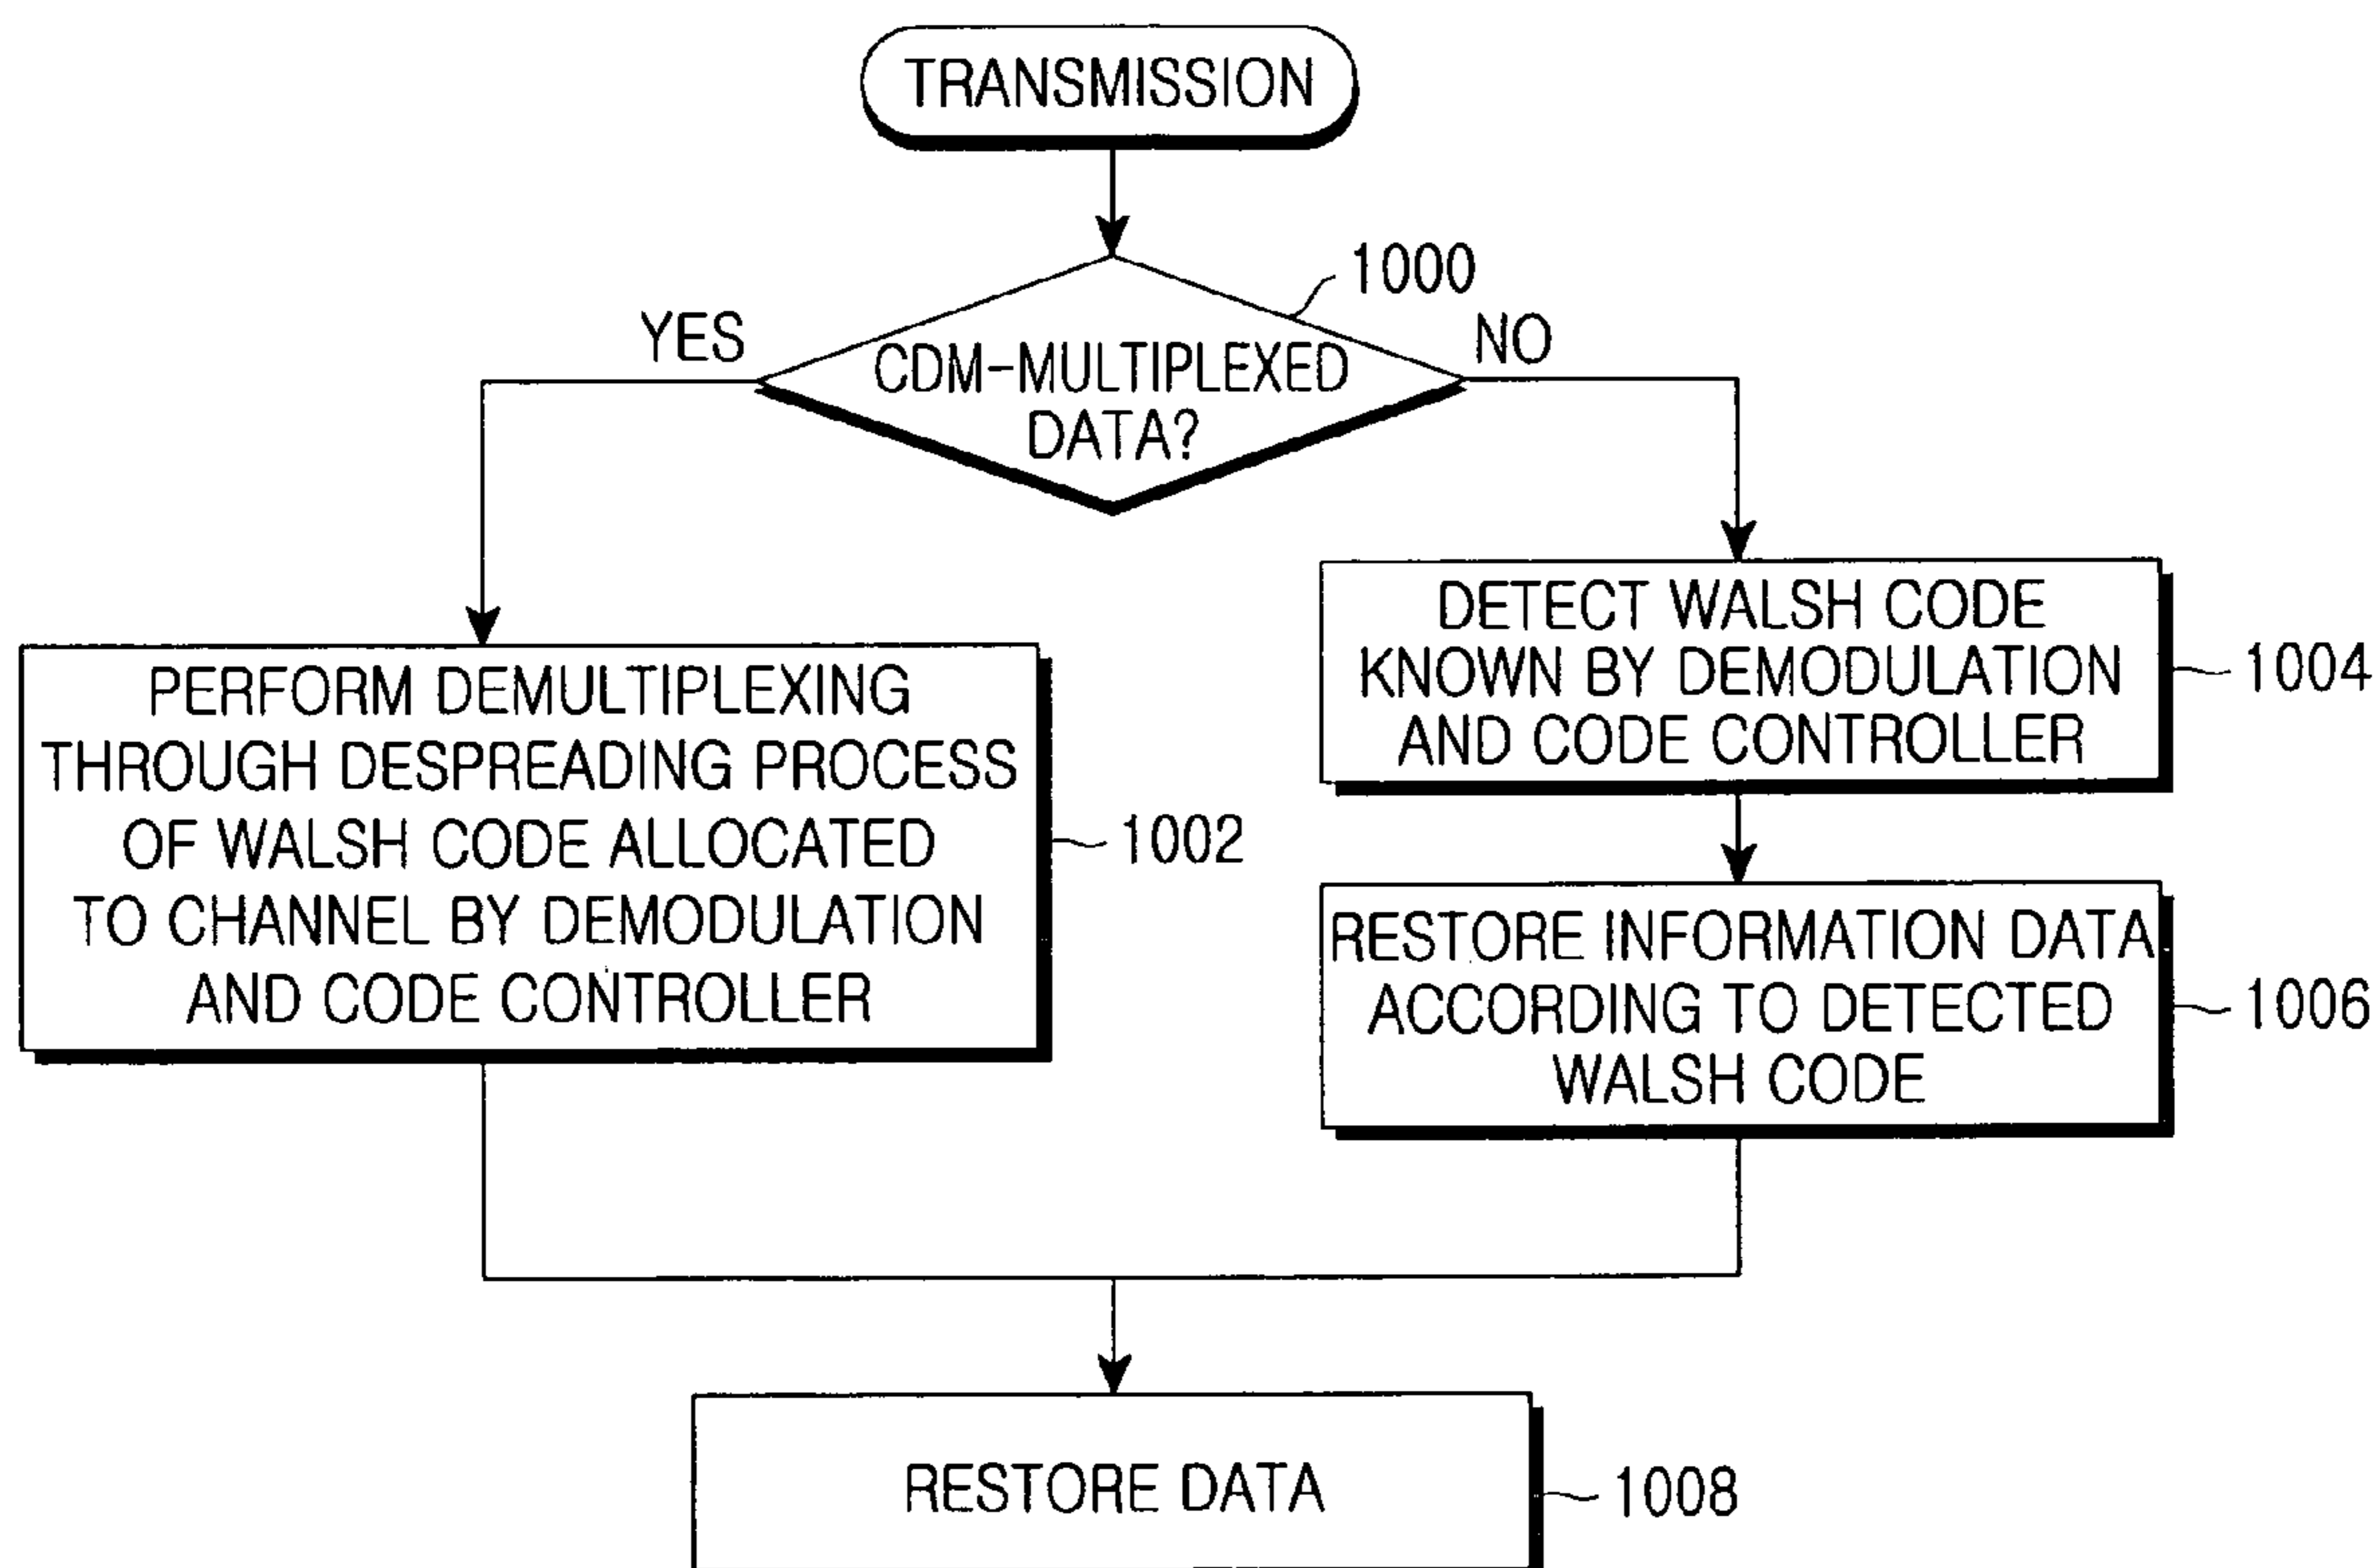 TRANSMISSION
1000
YES
NO
CDM-MULTIPLEXED
DATA?
PERFORM DEMULTIPLEXING
THROUGH DESPREADING PROCESS
OF WALSH CODE ALLOCATED
TO CHANNEL BY DEMODULATION
AND CODE CONTROLLER
1002
DETECT WALSH CODE
KNOWN BY DEMODULATION
AND CODE CONTROLLER
1004
RESTORE INFORMATION DATA
ACCORDING TO DETECTED
WALSH CODE
1006
RESTORE DATA
1008